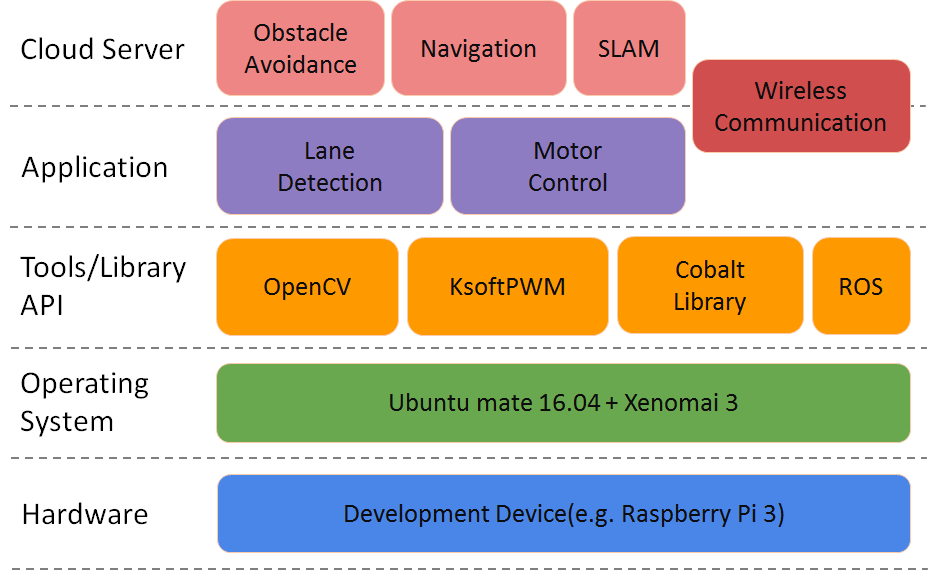 Cloud Server
Obstacle
Avoidance
Navigation
SLAM
Wireless
Communication
Application
Lane
Detection
Motor
Control
Tools/Library
API
OpenCV
KsoftPWM
Cobalt
Library
ROS
Operating
System
Ubuntu mate 16.04 + Xenomai 3
Hardware
Development Device(e.g. Raspberry Pi 3)